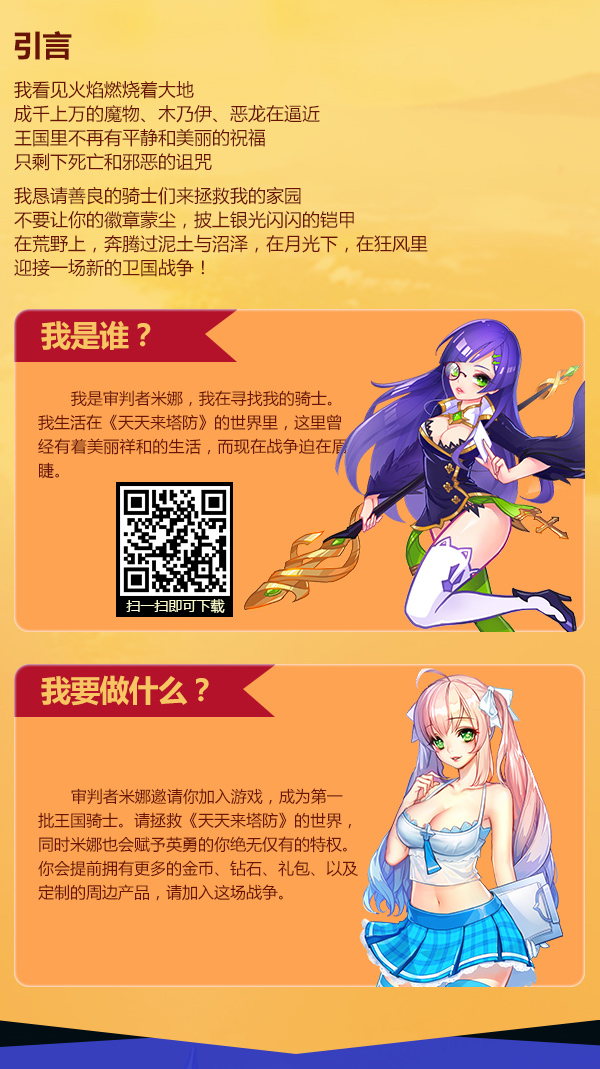 引言
我看见火焰燃烧着大地
成千上万的魔物、木乃伊、恶龙在逼近
王国里不再有平静和美丽的祝福
只剩下死亡和邪恶的诅咒
我恳请善良的骑士们来拯救我的家园
不要让你的徽章蒙尘，披上银光闪闪的铠甲
在荒野上，奔腾过泥土与沼泽，在月光下，在狂风里
迎接一场新的卫国战争！
我是谁？
我是审判者米娜，我在寻找我的骑士。
我生活在《天天来塔防》的世界里，这里曾
经有着美丽祥和的生活，而现在战争迫在眉
睫。
扫一扫即可下载
我要做什么？
审判者米娜邀请你加入游戏，成为第一
批王国骑士。请拯救《天天来塔防》的世界，
同时米娜也会赋予英勇的你绝无仅有的特权。
你会提前拥有更多的金币、钻石、礼包、以及
定制的周边产品，请加入这场战争。